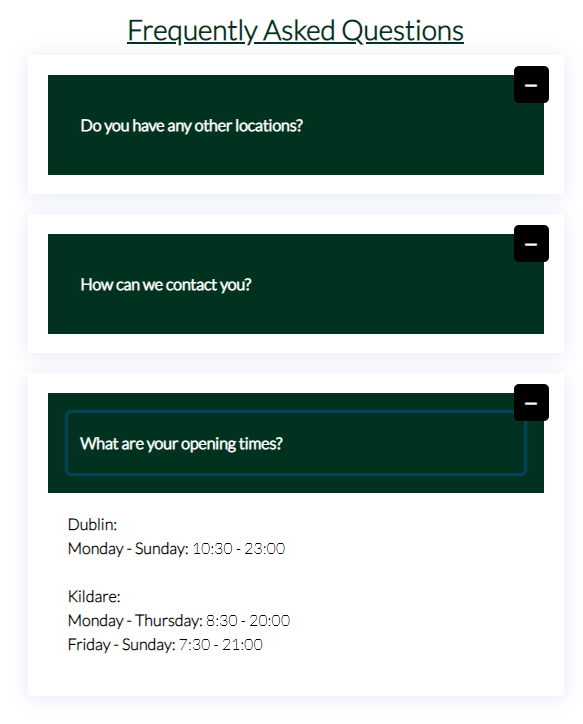 Frequently Asked Questions
Do you have any other locations?
How can we contact you?
What are your opening times?
Dublin:
Monday - Sunday: 10:30 - 23:00
Kildare:
Monday - Thursday: 8:30 - 20:00
Friday - Sunday: 7:30 - 21:00